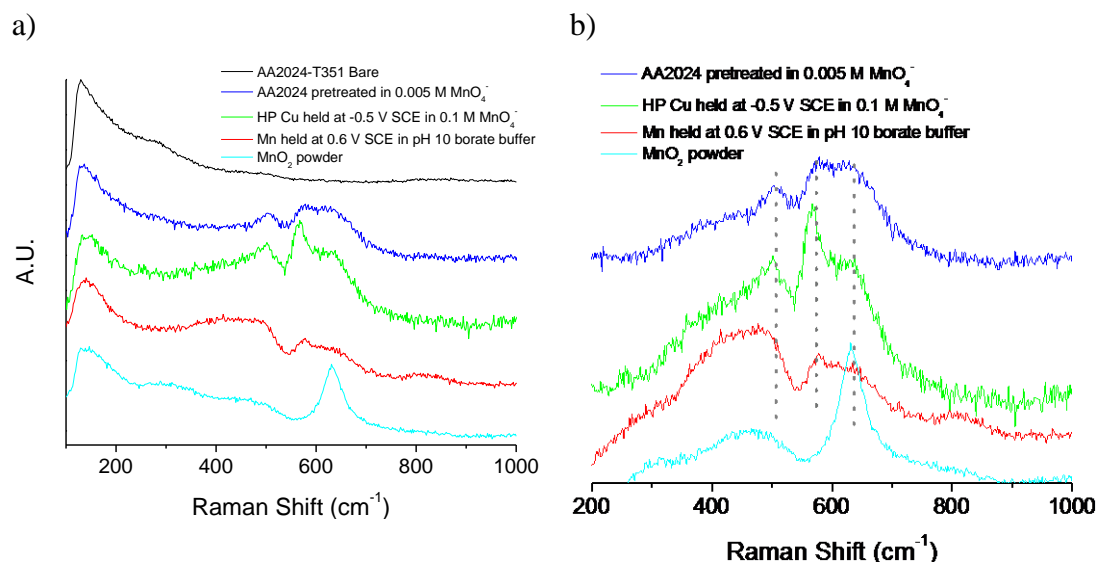 a)
AA2024-T351 Bare
AA2024 pretreated in 0.005 M MnO₄⁻
HP Cu held at -0.5 V SCE in 0.1 M MnO₄⁻
Mn held at 0.6 V SCE in pH 10 borate buffer
MnO₂ powder
A.U.
200 400 600 800 1000
Raman Shift (cm⁻¹)
b)
AA2024 pretreated in 0.005 M MnO₄⁻
HP Cu held at -0.5 V SCE in 0.1 M MnO₄⁻
Mn held at 0.6 V SCE in pH 10 borate buffer
MnO₂ powder
200 400 600 800 1000
Raman Shift (cm⁻¹)